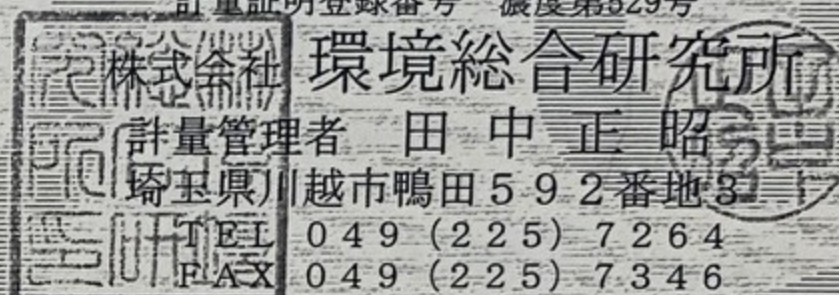 計量証明登録番号 濃度第529号
株式会社 環境総合研究所
計量管理者 田中正昭
埼玉県川越市鴨田592番地3
TEL 049 (225) 7264
FAX 049 (225) 7346